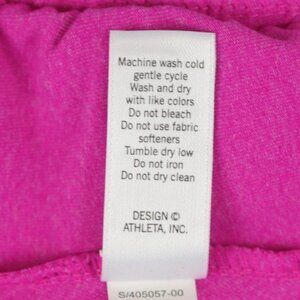 Machine wash cold
gentle cycle
Wash and dry
with like colors
Do not bleach
Do not use fabric
softeners
Tumble dry low
Do not iron
Do not dry clean
DESIGN ©
ATHLETA, INC.
S/405057-00